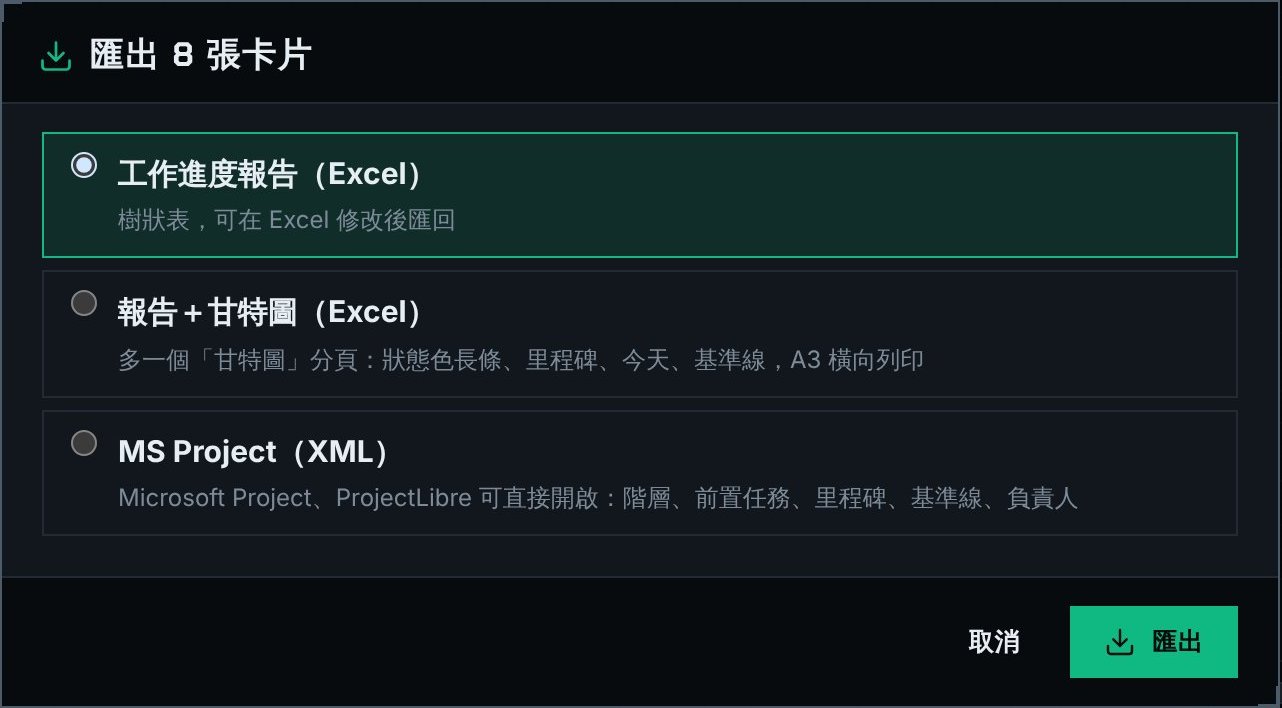 匯出 8 張卡片
工作進度報告（Excel）
樹狀表，可在 Excel 修改後匯回
報告＋甘特圖（Excel）
多一個「甘特圖」分頁：狀態色長條、里程碑、今天、基準線，A3 橫向列印
MS Project（XML）
Microsoft Project、ProjectLibre 可直接開啟：階層、前置任務、里程碑、基準線、負責人
取消
匯出